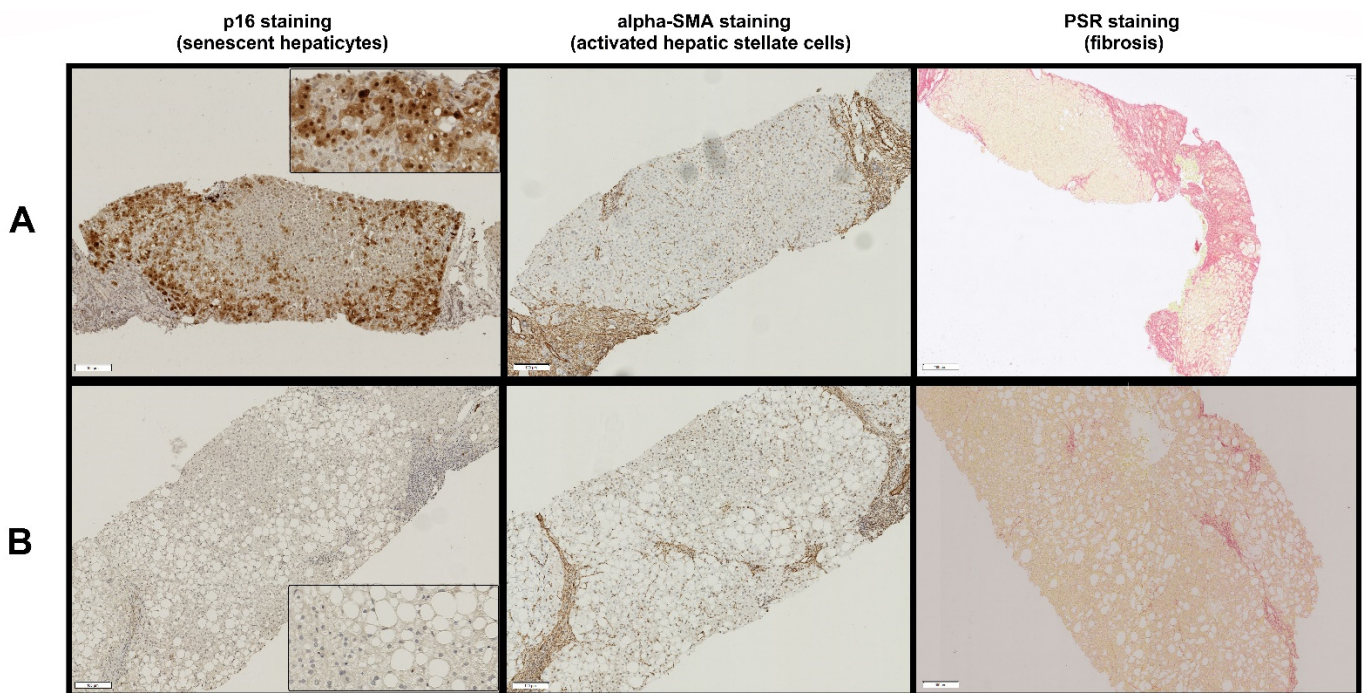 p16 staining
(senescent hepaticytes)
alpha-SMA staining
(activated hepatic stellate cells)
PSR staining
(fibrosis)
A
B